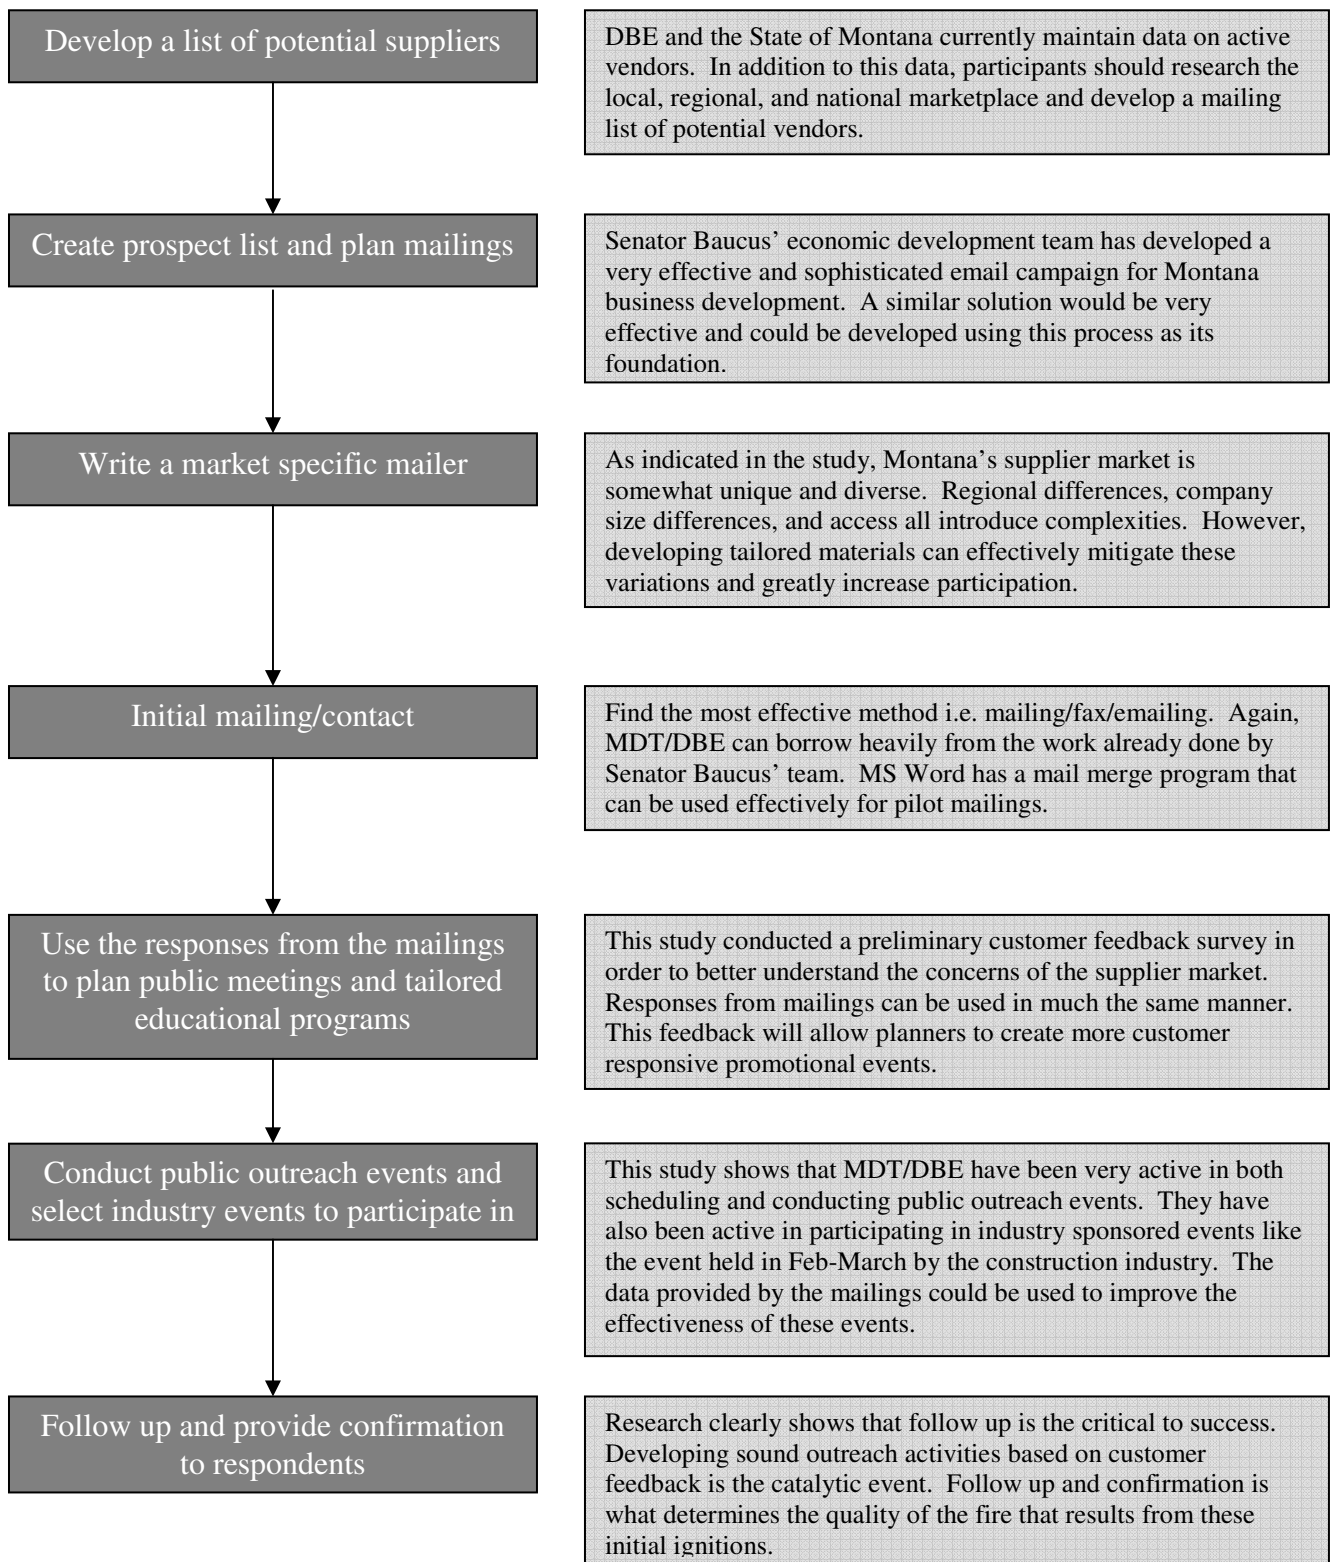 Develop a list of potential suppliers
DBE and the State of Montana currently maintain data on active
vendors.  In addition to this data, participants should research the
local, regional, and national marketplace and develop a mailing
list of potential vendors.
Create prospect list and plan mailings
Senator Baucus’ economic development team has developed a
very effective and sophisticated email campaign for Montana
business development.  A similar solution would be very
effective and could be developed using this process as its
foundation.
Write a market specific mailer
As indicated in the study, Montana’s supplier market is
somewhat unique and diverse.  Regional differences, company
size differences, and access all introduce complexities.  However,
developing tailored materials can effectively mitigate these
variations and greatly increase participation.
Initial mailing/contact
Find the most effective method i.e. mailing/fax/emailing.  Again,
MDT/DBE can borrow heavily from the work already done by
Senator Baucus’ team.  MS Word has a mail merge program that
can be used effectively for pilot mailings.
Use the responses from the mailings
to plan public meetings and tailored
educational programs
This study conducted a preliminary customer feedback survey in
order to better understand the concerns of the supplier market.
Responses from mailings can be used in much the same manner.
This feedback will allow planners to create more customer
responsive promotional events.
Conduct public outreach events and
select industry events to participate in
This study shows that MDT/DBE have been very active in both
scheduling and conducting public outreach events.  They have
also been active in participating in industry sponsored events like
the event held in Feb-March by the construction industry.  The
data provided by the mailings could be used to improve the
effectiveness of these events.
Follow up and provide confirmation
to respondents
Research clearly shows that follow up is the critical to success.
Developing sound outreach activities based on customer
feedback is the catalytic event.  Follow up and confirmation is
what determines the quality of the fire that results from these
initial ignitions.